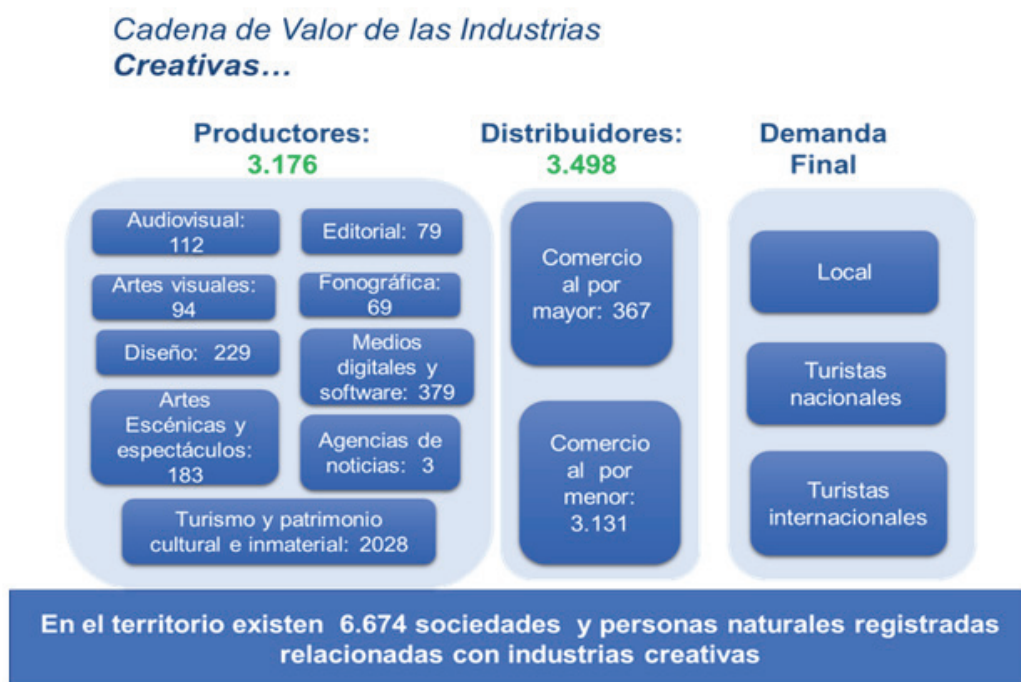 Cadena de Valor de las Industrias
Creativas...
Productores:
3.176
Audiovisual:
112
Editorial: 79
Artes visuales:
94
Fonográfica:
69
Diseño: 229
Medios
digitales y
software: 379
Artes
Escénicas y
espectáculos:
183
Agencias de
noticias: 3
Turismo y patrimonio
cultural e inmaterial: 2028
Distribuidores:
3.498
Comercio
al por
mayor: 367
Comercio
al por
menor:
3.131
Demanda
Final
Local
Turistas
nacionales
Turistas
internacionales
En el territorio existen 6.674 sociedades y personas naturales registradas
relacionadas con industrias creativas